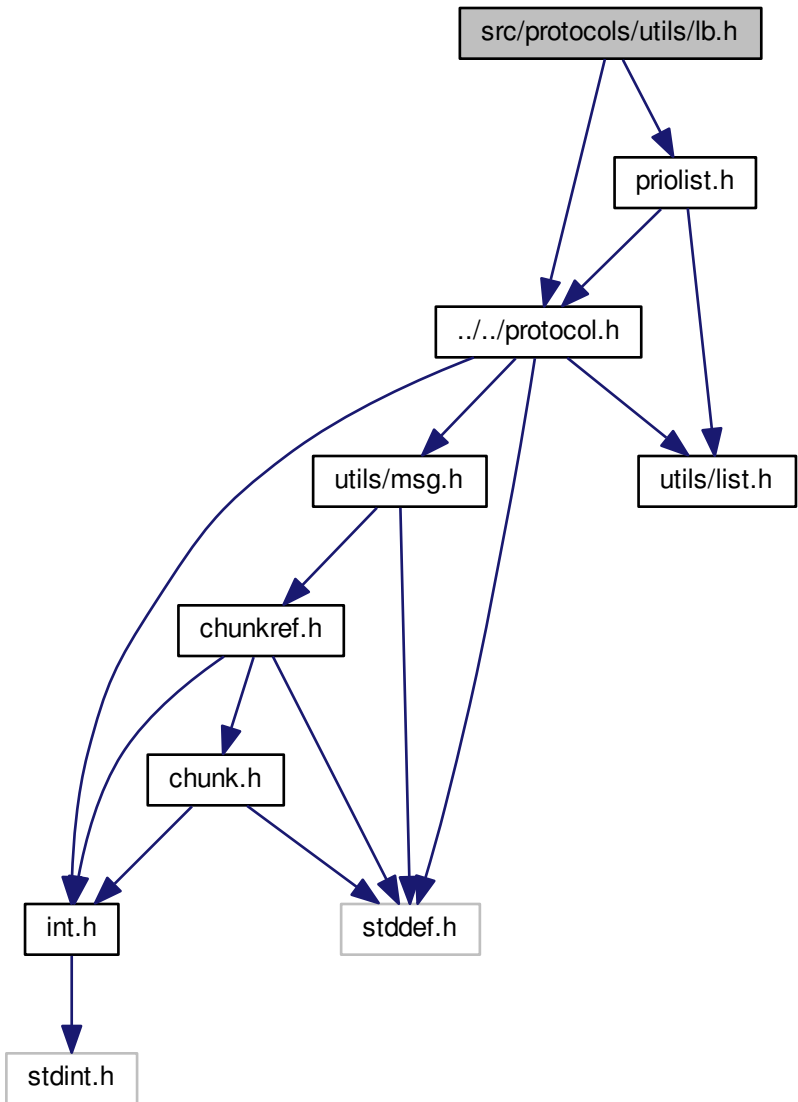 src/protocols/utils/lb.h
priolist.h
../../protocol.h
utils/msg.h
utils/list.h
chunkref.h
chunk.h
int.h
stddef.h
stdint.h